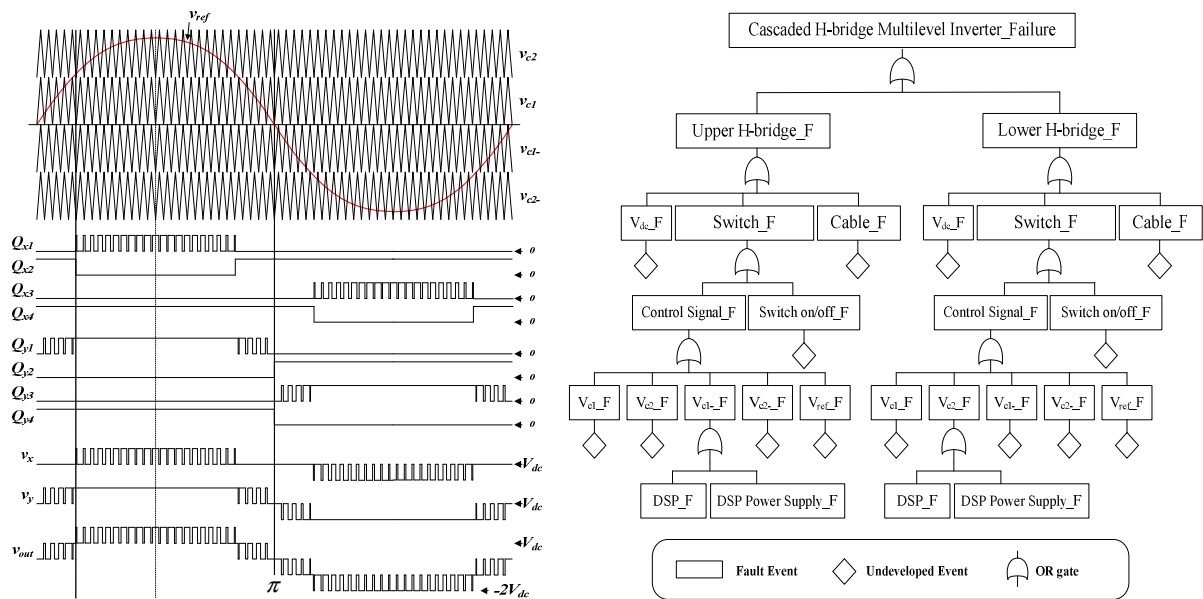 v_ref
v_c2
v_c1
v_c1-
v_c2-
Q_x1
0
Q_x2
0
Q_x3
0
Q_x4
0
Q_y1
0
Q_y2
0
Q_y3
0
Q_y4
0
v_x
V_dc
v_y
V_dc
v_out
V_dc
π
-2V_dc
Cascaded H-bridge Multilevel Inverter_Failure
Upper H-bridge_F
Lower H-bridge_F
V_dc_F
Switch_F
Cable_F
V_dc_F
Switch_F
Cable_F
Control Signal_F
Switch on/off_F
Control Signal_F
Switch on/off_F
V_c1_F
V_c2_F
V_c1-_F
V_c2-_F
V_ref_F
V_c1_F
V_c2_F
V_c1-_F
V_c2-_F
V_ref_F
DSP_F
DSP Power Supply_F
DSP_F
DSP Power Supply_F
Fault Event
Undeveloped Event
OR gate